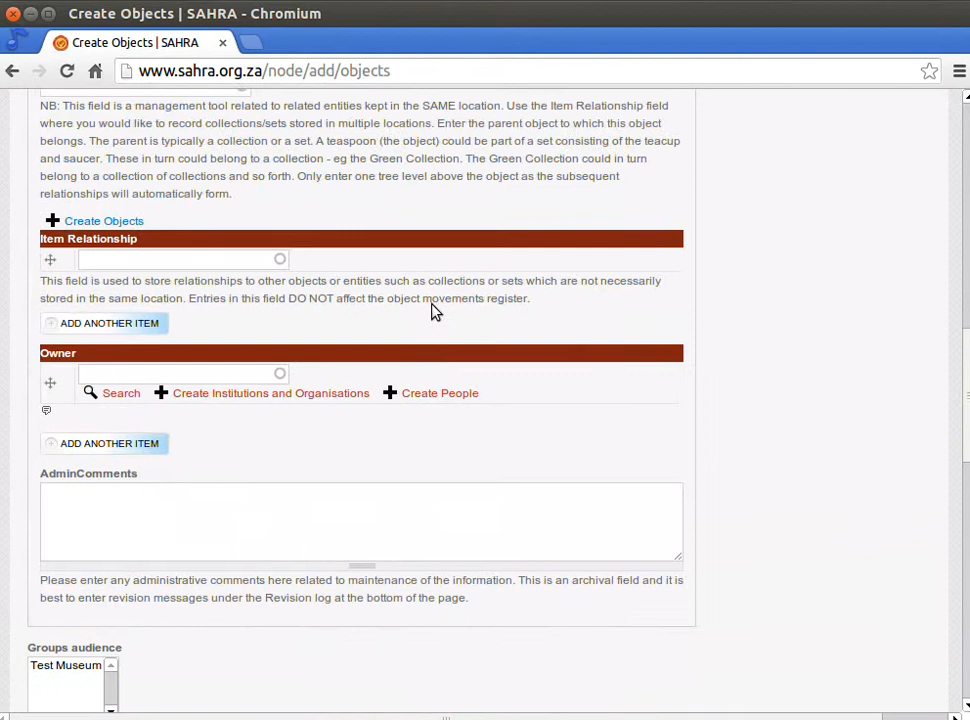 Create Objects | SAHRA - Chromium
Create Objects | SAHRA
www.sahra.org.za/node/add/objects
NB: This field is a management tool related to related entities kept in the SAME location. Use the Item Relationship field
where you would like to record collections/sets stored in multiple locations. Enter the parent object to which this object
belongs. The parent is typically a collection or a set. A teaspoon (the object) could be part of a set consisting of the teacup
and saucer. These in turn could belong to a collection - eg the Green Collection. The Green Collection could in turn
belong to a collection of collections and so forth. Only enter one tree level above the object as the subsequent
relationships will automatically form.
Create Objects
Item Relationship
This field is used to store relationships to other objects or entities such as collections or sets which are not necessarily
stored in the same location. Entries in this field DO NOT affect the object movements register.
ADD ANOTHER ITEM
Owner
Search Create Institutions and Organisations Create People
ADD ANOTHER ITEM
AdminComments
Please enter any administrative comments here related to maintenance of the information. This is an archival field and it is
best to enter revision messages under the Revision log at the bottom of the page.
Groups audience
Test Museum